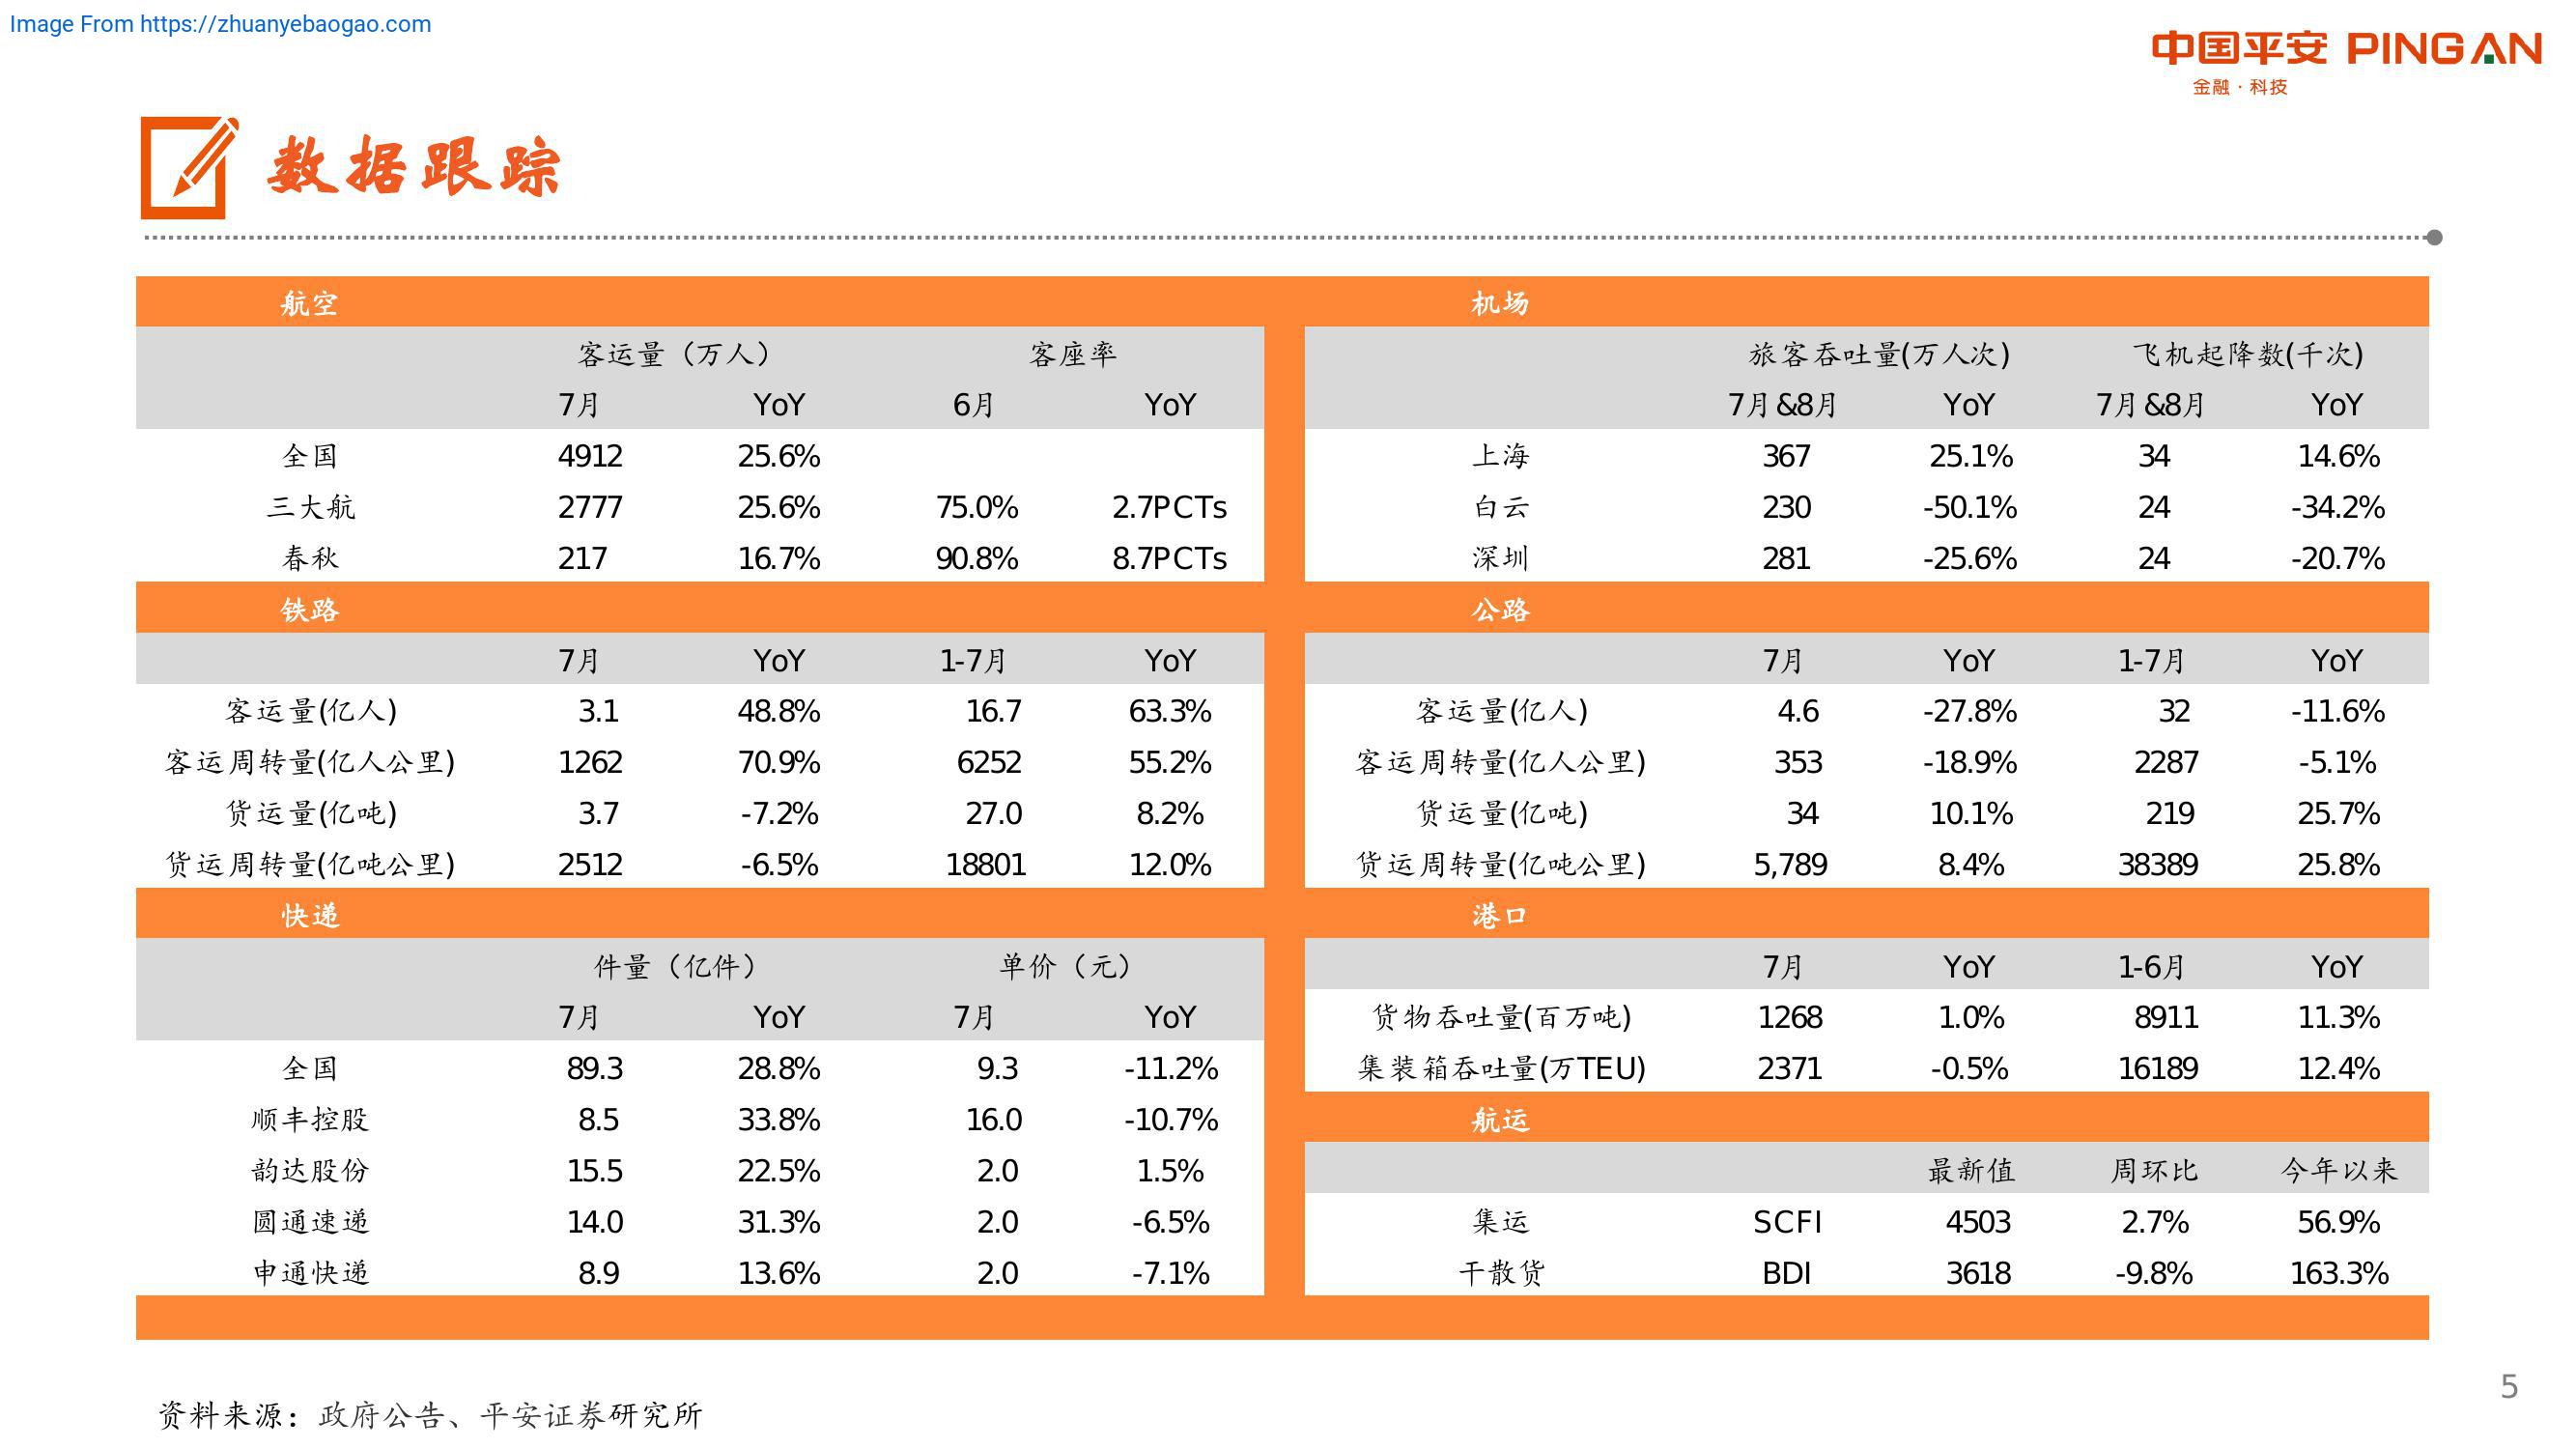 Image From https://zhuanyebaogao.com
中国平安 PINGAN
金融·科技
数据跟踪
航空
客运量（万人） 客座率
7月 YoY 6月 YoY
全国 4912 25.6%
三大航 2777 25.6% 75.0% 2.7PCTs
春秋 217 16.7% 90.8% 8.7PCTs
铁路
7月 YoY 1-7月 YoY
客运量(亿人) 3.1 48.8% 16.7 63.3%
客运周转量(亿人公里) 1262 70.9% 6252 55.2%
货运量(亿吨) 3.7 -7.2% 27.0 8.2%
货运周转量(亿吨公里) 2512 -6.5% 18801 12.0%
快递
件量（亿件） 单价（元）
7月 YoY 7月 YoY
全国 89.3 28.8% 9.3 -11.2%
顺丰控股 8.5 33.8% 16.0 -10.7%
韵达股份 15.5 22.5% 2.0 1.5%
圆通速递 14.0 31.3% 2.0 -6.5%
申通快递 8.9 13.6% 2.0 -7.1%
机场
旅客吞吐量(万人次) 飞机起降数(千次)
7月&8月 YoY 7月&8月 YoY
上海 367 25.1% 34 14.6%
白云 230 -50.1% 24 -34.2%
深圳 281 -25.6% 24 -20.7%
公路
7月 YoY 1-7月 YoY
客运量(亿人) 4.6 -27.8% 32 -11.6%
客运周转量(亿人公里) 353 -18.9% 2287 -5.1%
货运量(亿吨) 34 10.1% 219 25.7%
货运周转量(亿吨公里) 5,789 8.4% 38389 25.8%
港口
7月 YoY 1-6月 YoY
货物吞吐量(百万吨) 1268 1.0% 8911 11.3%
集装箱吞吐量(万TEU) 2371 -0.5% 16189 12.4%
航运
最新值 周环比 今年以来
集运 SCFI 4503 2.7% 56.9%
干散货 BDI 3618 -9.8% 163.3%
资料来源：政府公告、平安证券研究所
5